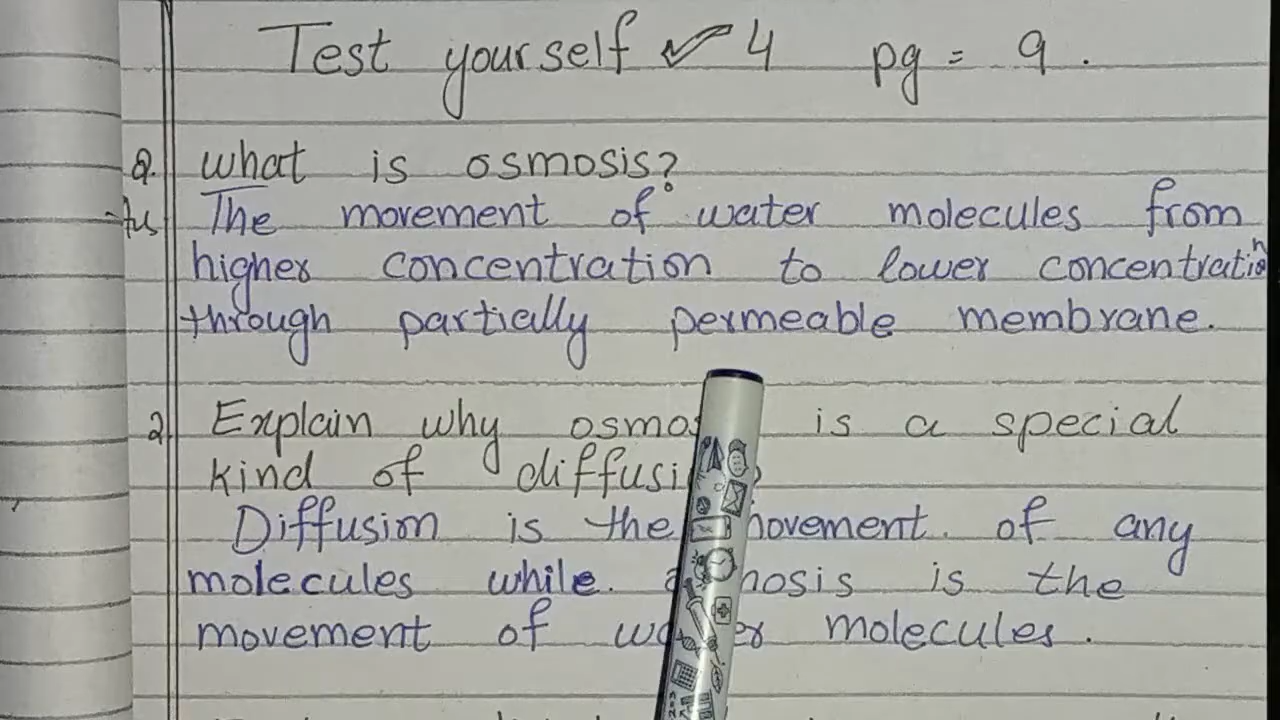 Test yourself ✓ 4 pg = 9.
Q. What is osmosis?
Ans The movement of water molecules from
higher concentration to lower concentration
through partially permeable membrane.
2 Explain why osmo is a special
kind of diffusi
Diffusion is the movement of any
molecules while osmosis is the
movement of water molecules.